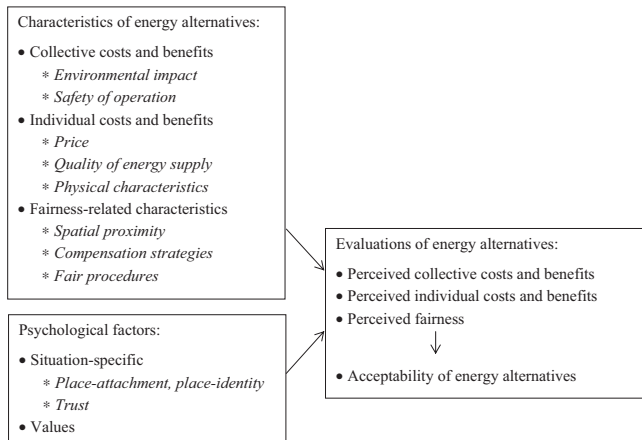 Characteristics of energy alternatives:
• Collective costs and benefits
* Environmental impact
* Safety of operation
• Individual costs and benefits
* Price
* Quality of energy supply
* Physical characteristics
• Fairness-related characteristics
* Spatial proximity
* Compensation strategies
* Fair procedures
Psychological factors:
• Situation-specific
* Place-attachment, place-identity
* Trust
• Values
Evaluations of energy alternatives:
• Perceived collective costs and benefits
• Perceived individual costs and benefits
• Perceived fairness
• Acceptability of energy alternatives